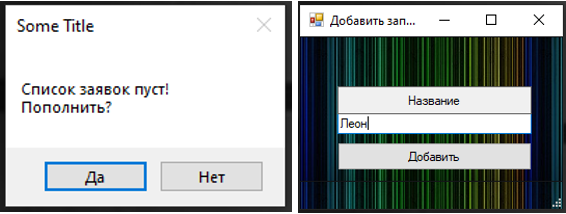 Some Title
Список заявок пуст!
Пополнить?
Да
Нет
Добавить зап...
Название
Леон
Добавить